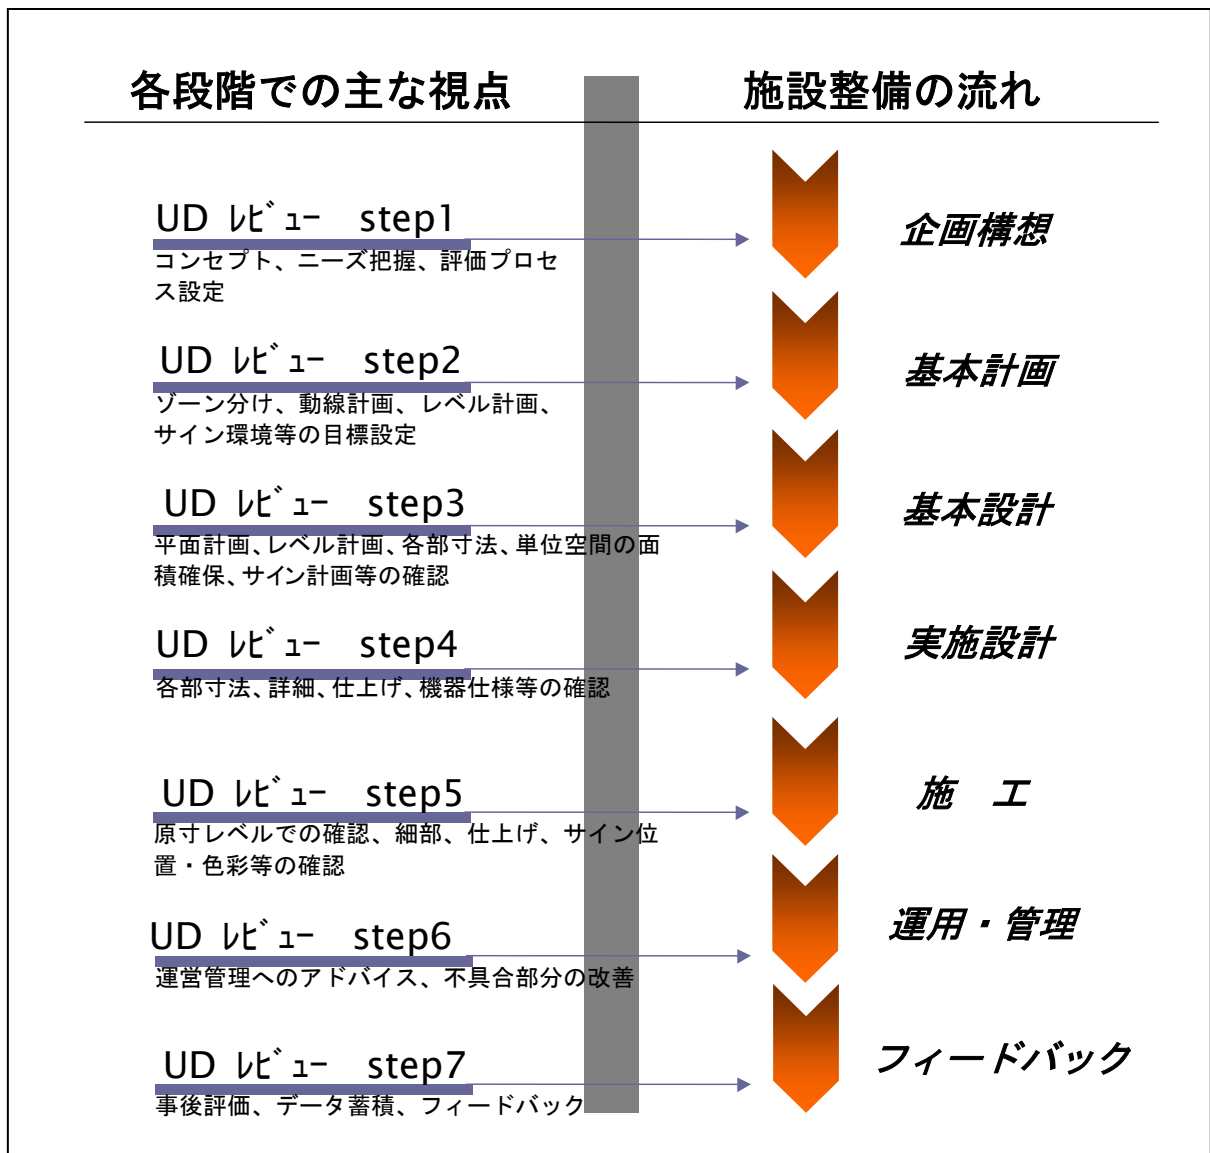 各段階での主な視点
施設整備の流れ
UD ﾚﾋﾞｭｰ　step1
コンセプト、ニーズ把握、評価プロセ
ス設定
企画構想
UD ﾚﾋﾞｭｰ　step2
ゾーン分け、動線計画、レベル計画、
サイン環境等の目標設定
基本計画
UD ﾚﾋﾞｭｰ　step3
平面計画、レベル計画、各部寸法、単位空間の面
積確保、サイン計画等の確認
基本設計
UD ﾚﾋﾞｭｰ　step4
各部寸法、詳細、仕上げ、機器仕様等の確認
実施設計
UD ﾚﾋﾞｭｰ　step5
原寸レベルでの確認、細部、仕上げ、サイン位
置・色彩等の確認
施　工
UD ﾚﾋﾞｭｰ　step6
運営管理へのアドバイス、不具合部分の改善
運用・管理
UD ﾚﾋﾞｭｰ　step7
事後評価、データ蓄積、フィードバック
フィードバック